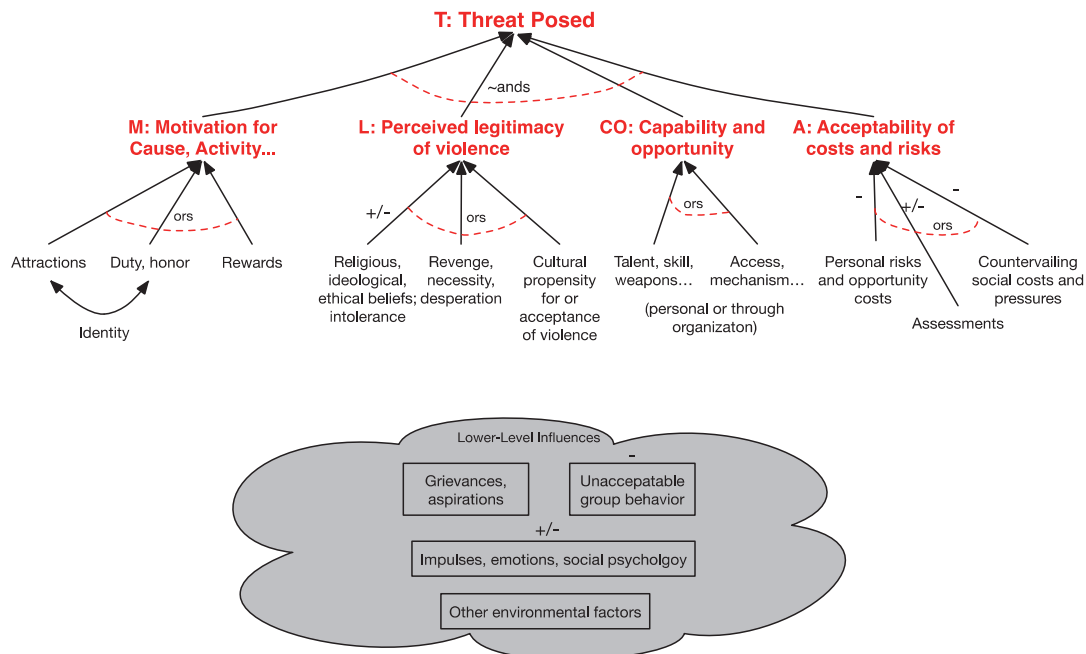 T: Threat Posed
~ands
M: Motivation for
Cause, Activity...
L: Perceived legitimacy
of violence
CO: Capability and
opportunity
A: Acceptability of
costs and risks
ors
+/-
ors
ors
-
+/-
-
ors
Attractions
Duty, honor
Rewards
Identity
Religious,
ideological,
ethical beliefs;
intolerance
Revenge,
necessity,
desperation
Cultural
propensity
for or
acceptance
of violence
Talent, skill,
weapons…
Access,
mechanism…
(personal or through
organizaton)
Personal risks
and opportunity
costs
Assessments
Countervailing
social costs and
pressures
Lower-Level Influences
Grievances,
aspirations
-
Unaccepatable
group behavior
+/-
Impulses, emotions, social psycholgoy
Other environmental factors